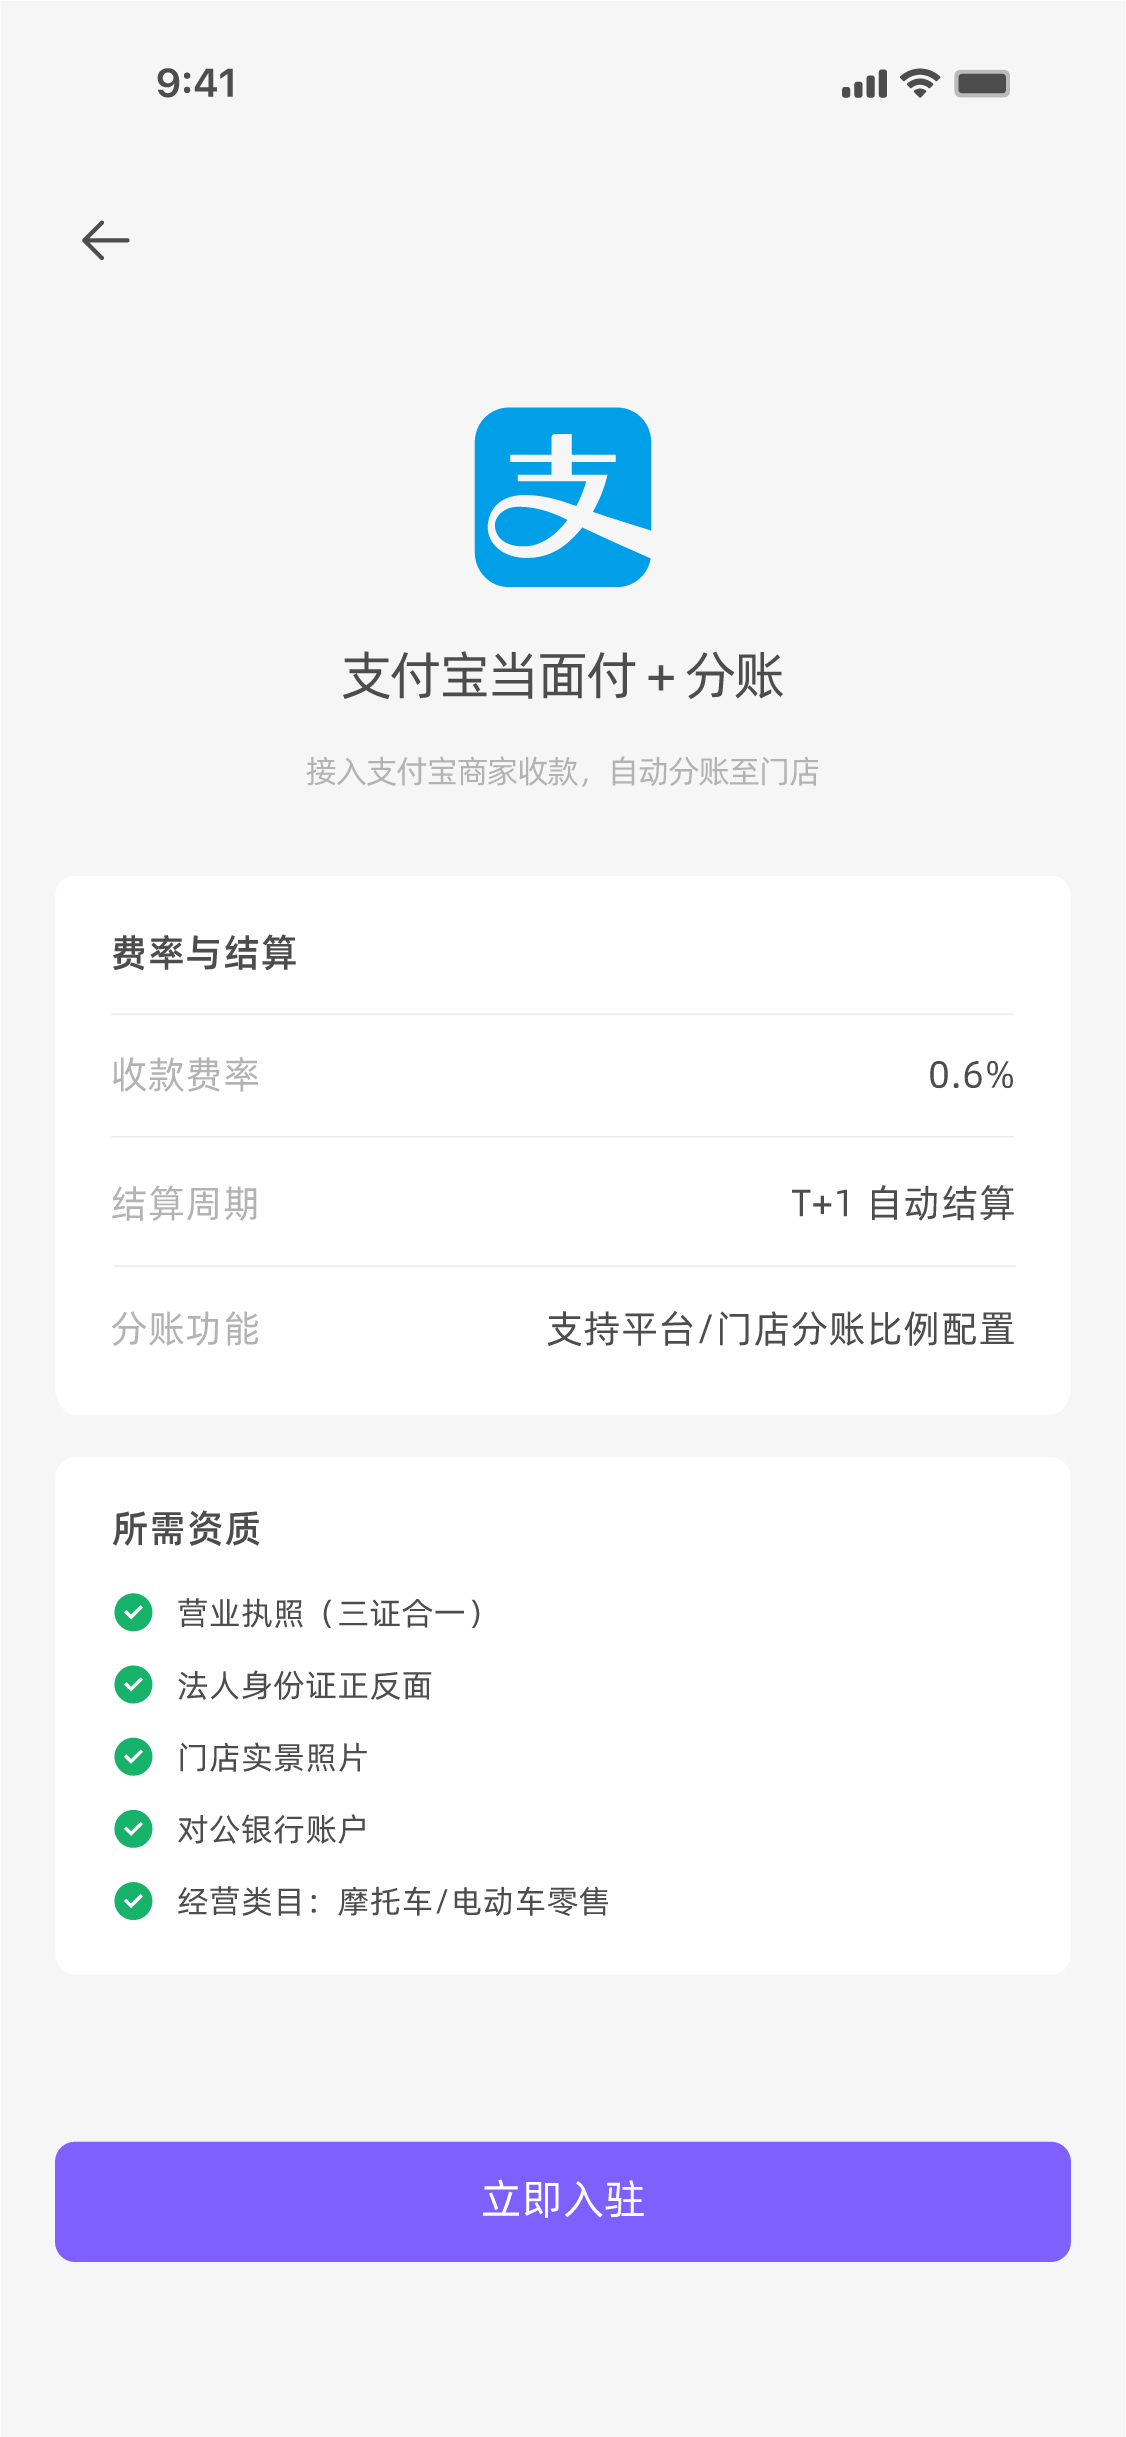 9:41
支
支付宝当面付 + 分账
接入支付宝商家收款，自动分账至门店
费率与结算
收款费率 0.6%
结算周期 T+1 自动结算
分账功能 支持平台/门店分账比例配置
所需资质
营业执照（三证合一）
法人身份证正反面
门店实景照片
对公银行账户
经营类目：摩托车/电动车零售
立即入驻